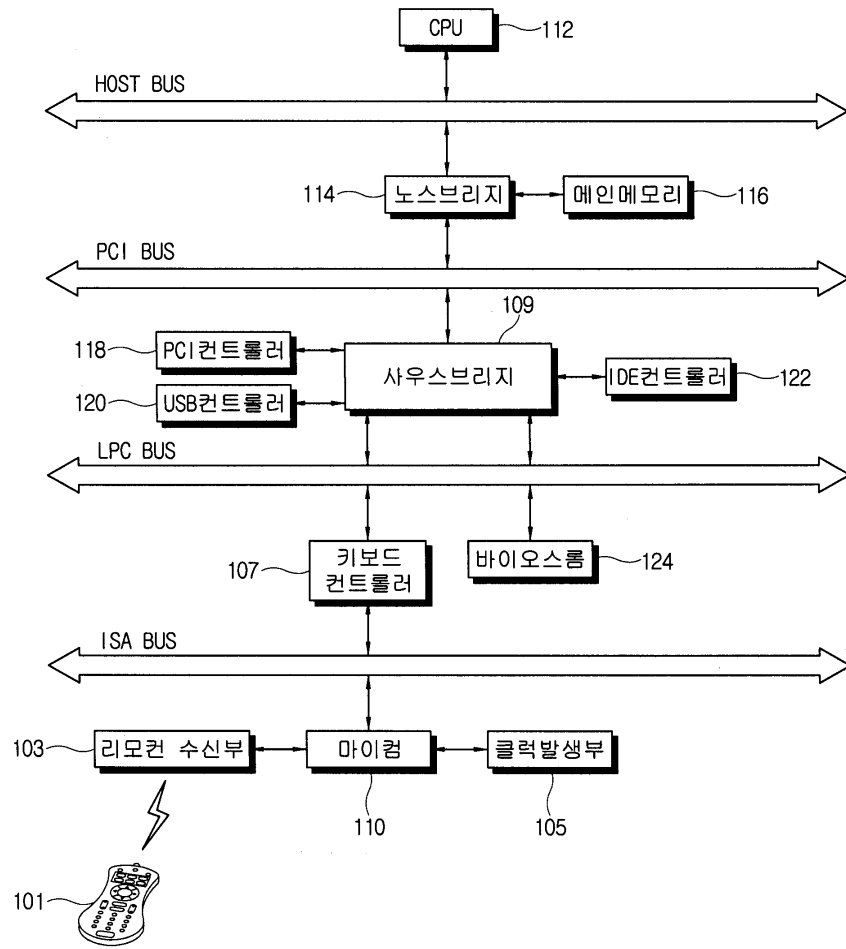 CPU
112
HOST BUS
114
노스브리지
메인메모리
116
PCI BUS
109
118
PCI컨트롤러
사우스브리지
IDE컨트롤러
122
120
USB컨트롤러
LPC BUS
107
키보드
컨트롤러
바이오스롬
124
ISA BUS
103
리모컨 수신부
마이컴
클럭발생부
110
105
101